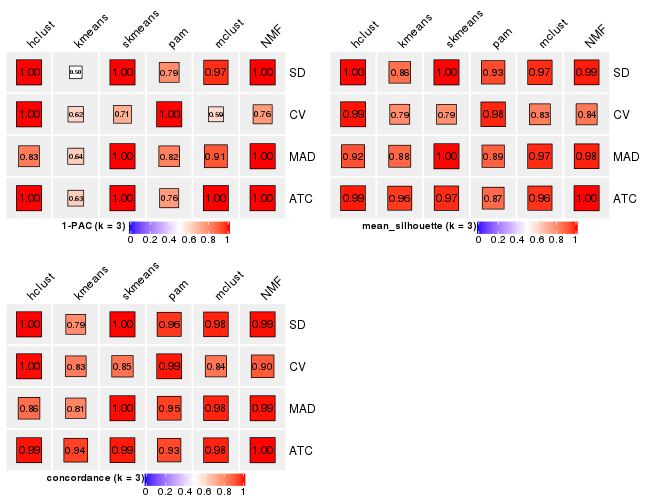 hclust kmeans skmeans pam mclust NMF
1.00 0.50 1.00 0.79 0.97 1.00 SD
1.00 0.62 0.71 1.00 0.59 0.76 CV
0.83 0.64 1.00 0.82 0.91 1.00 MAD
1.00 0.63 1.00 0.76 1.00 1.00 ATC
1-PAC (k = 3)
0 0.2 0.4 0.6 0.8 1
hclust kmeans skmeans pam mclust NMF
1.00 0.86 1.00 0.93 0.97 0.99 SD
0.99 0.79 0.79 0.98 0.83 0.84 CV
0.92 0.88 1.00 0.89 0.97 0.98 MAD
0.99 0.96 0.97 0.87 0.96 1.00 ATC
mean_silhouette (k = 3)
0 0.2 0.4 0.6 0.8 1
hclust kmeans skmeans pam mclust NMF
1.00 0.79 1.00 0.96 0.98 0.99 SD
1.00 0.83 0.85 0.99 0.84 0.90 CV
0.86 0.81 1.00 0.95 0.98 0.99 MAD
0.99 0.94 0.99 0.93 0.98 1.00 ATC
concordance (k = 3)
0 0.2 0.4 0.6 0.8 1